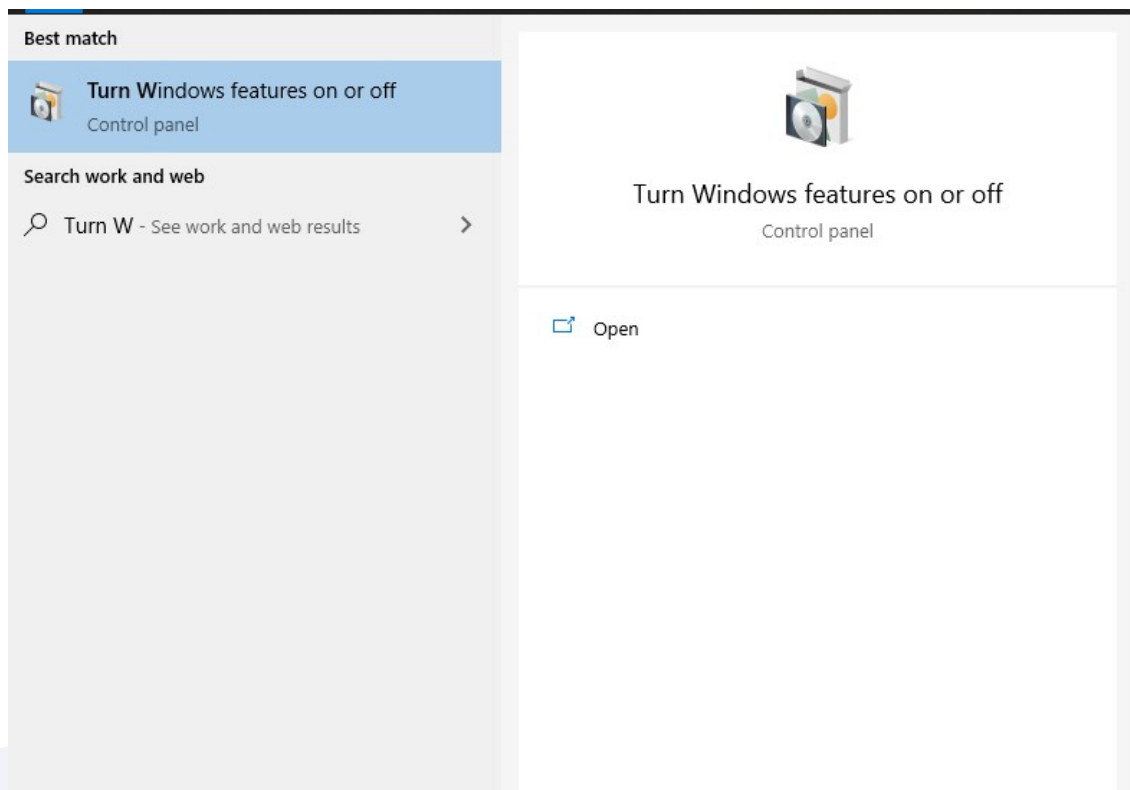 Best match
Turn Windows features on or off
Control panel
Search work and web
Turn W - See work and web results
Turn Windows features on or off
Control panel
Open